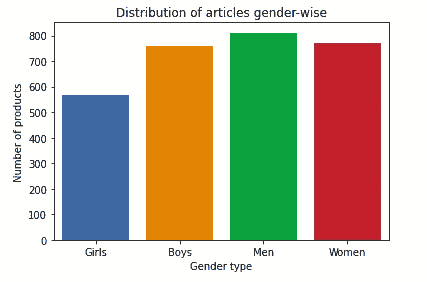 Distribution of articles gender-wise
Number of products
800
700
600
500
400
300
200
100
0
Girls Boys Men Women
Gender type